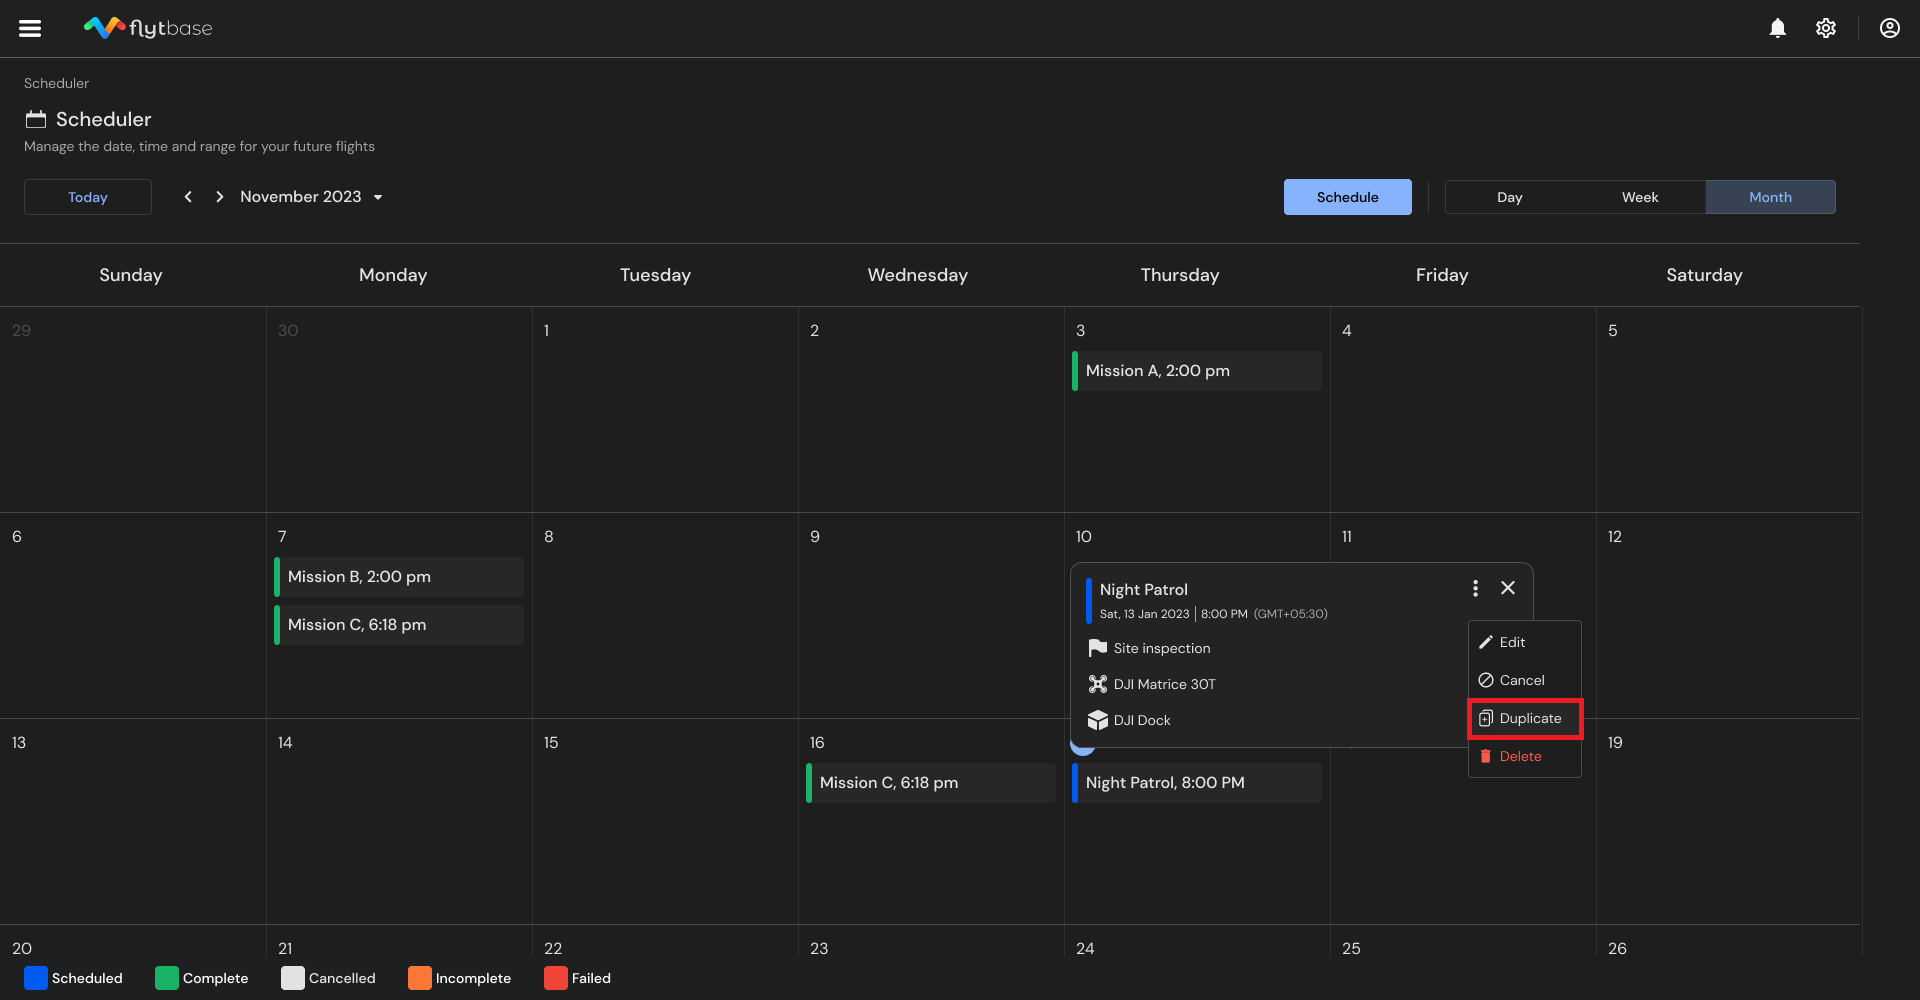 flytbase
Scheduler
Scheduler
Manage the date, time and range for your future flights
Today
November 2023
Schedule
Day Week Month
Sunday Monday Tuesday Wednesday Thursday Friday Saturday
29 30 1 2 3 4 5
Mission A, 2:00 pm
6 7 8 9 10 11 12
Mission B, 2:00 pm
Mission C, 6:18 pm
Night Patrol
Sat, 13 Jan 2023 | 8:00 PM (GMT+05:30)
Site inspection
DJI Matrice 30T
DJI Dock
Edit
Cancel
Duplicate
Delete
13 14 15 16 19
Mission C, 6:18 pm
Night Patrol, 8:00 PM
20 21 22 23 24 25 26
Scheduled Complete Cancelled Incomplete Failed